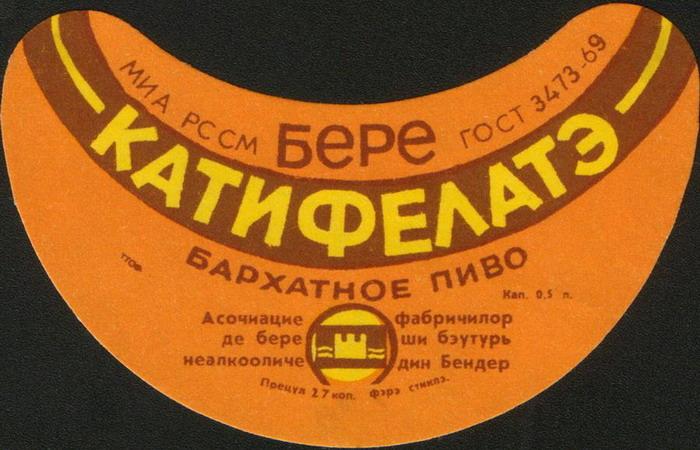 МИА РССМ
ГОСТ 3473-69
Бере
КАТИФЕЛАТЭ
БАРХАТНОЕ ПИВО
Кап. 0,5 л.
Асочиацие фабричилор
де бере ши бэутурь
неалкооличе дин Бендер
Прецул 27 коп. фэрэ стиклэ.